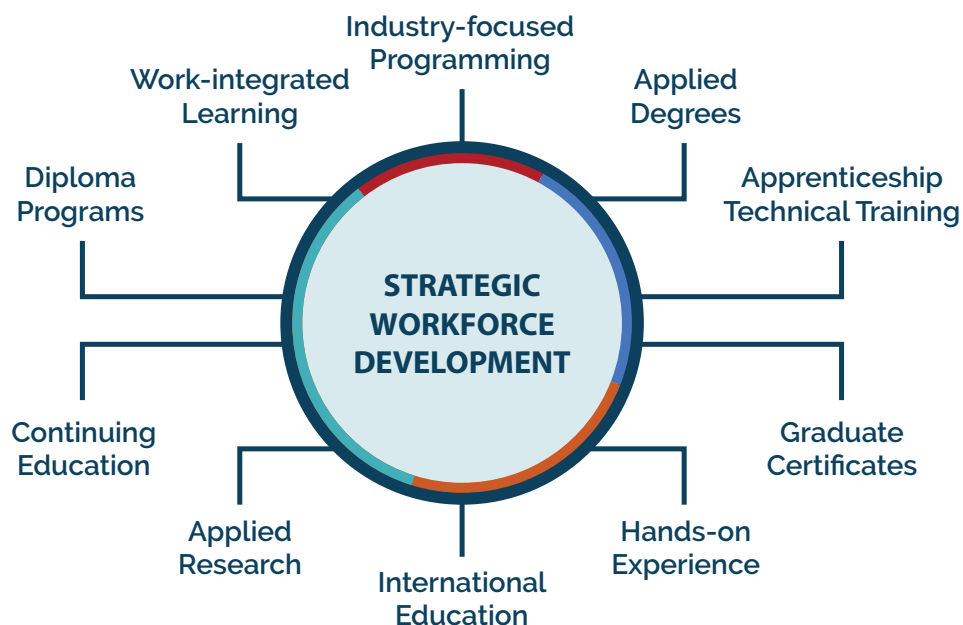 Industry-focused
Programming
Work-integrated
Learning
Applied
Degrees
Diploma
Programs
Apprenticeship
Technical Training
STRATEGIC
WORKFORCE
DEVELOPMENT
Continuing
Education
Graduate
Certificates
Applied
Research
Hands-on
Experience
International
Education